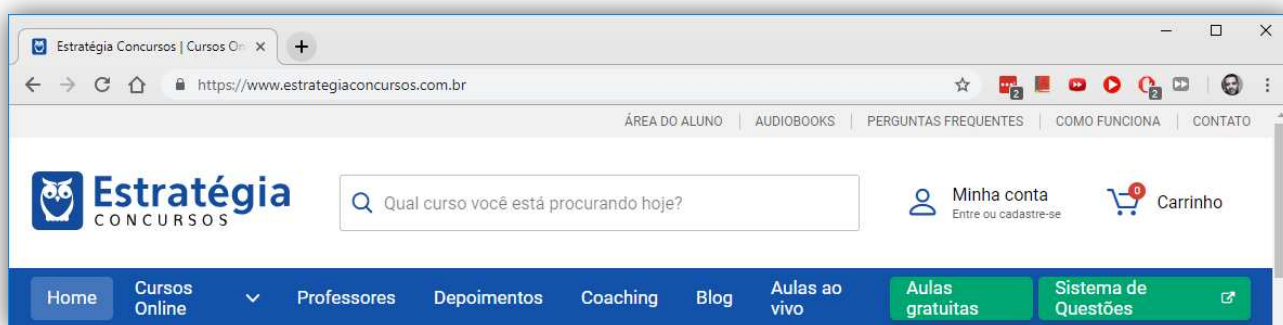 Estratégia Concursos | Cursos On
https://www.estrategiaconcursos.com.br
2
2
ÁREA DO ALUNO | AUDIOBOOKS | PERGUNTAS FREQUENTES | COMO FUNCIONA | CONTATO
Estratégia
CONCURSOS
Qual curso você está procurando hoje?
Minha conta
Entre ou cadastre-se
0
Carrinho
Home
Cursos
Online
Professores
Depoimentos
Coaching
Blog
Aulas ao
vivo
Aulas
gratuitas
Sistema de
Questões